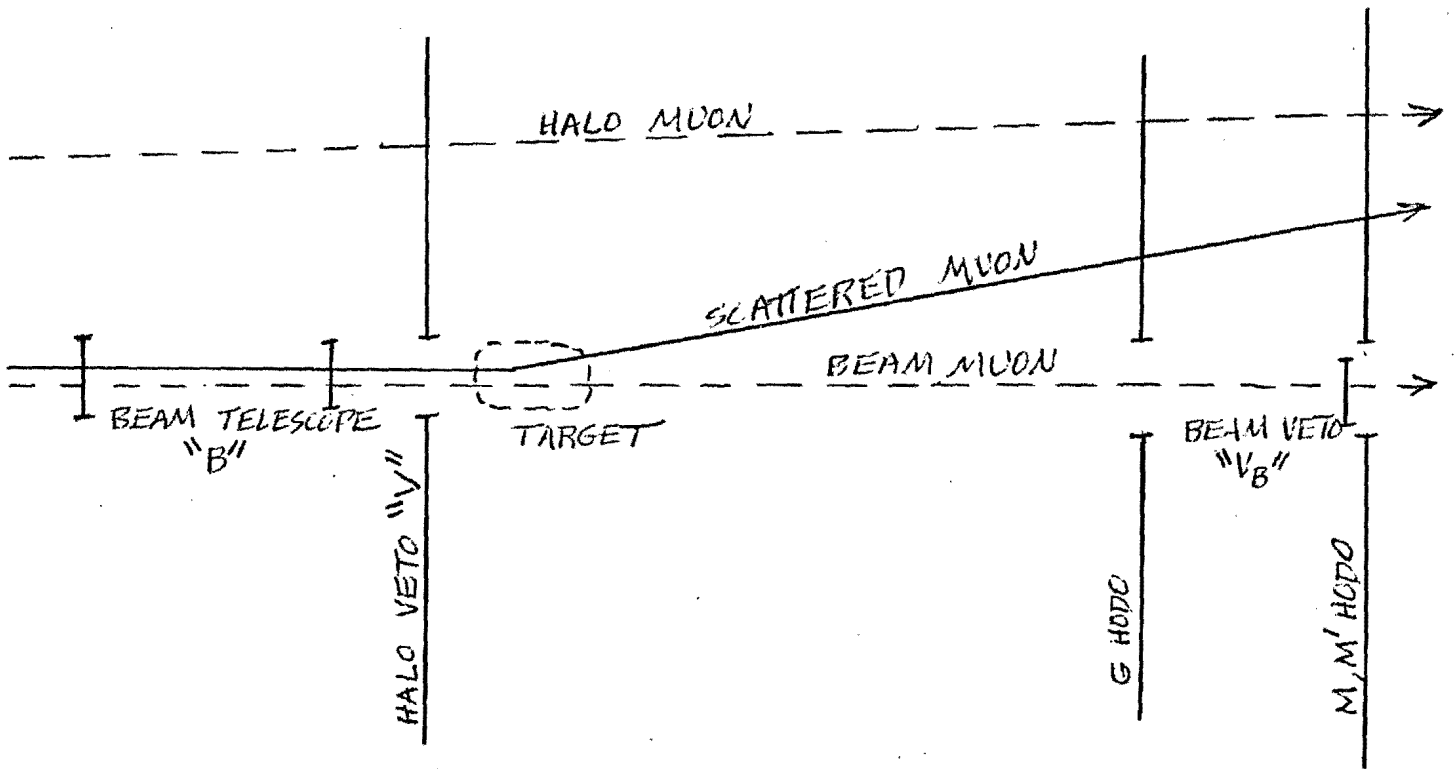 HALO MUON
SCATTERED MUON
BEAM MUON
BEAM TELESCOPE
"B"
TARGET
BEAM VETO
"VB"
HALO VETO "V"
G HODO
M, M' HODO